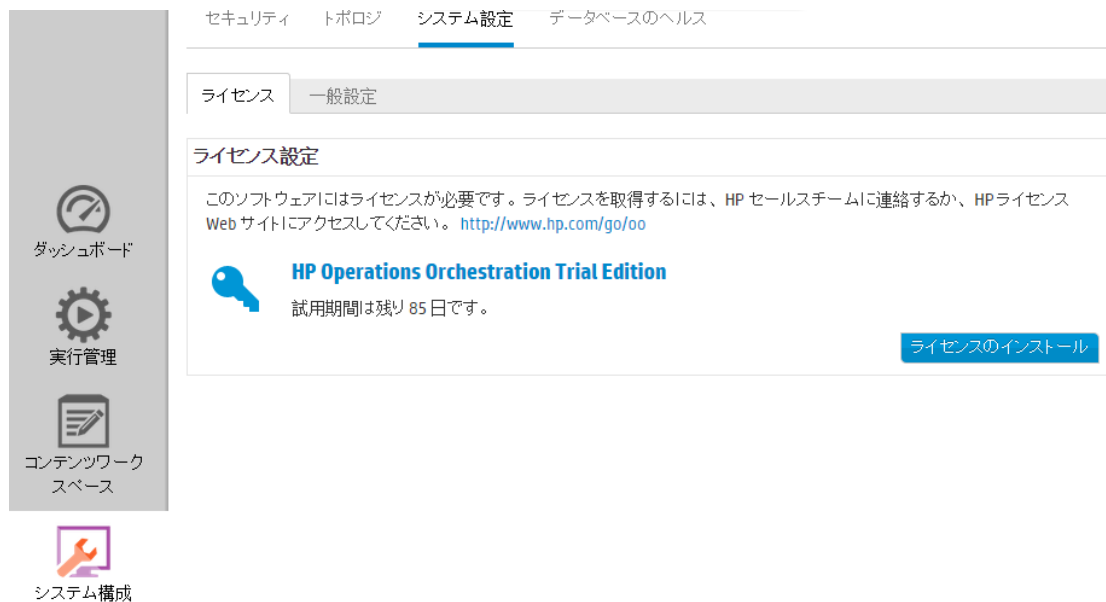 セキュリティ トポロジ システム設定 データベースのヘルス
ライセンス 一般設定
ライセンス設定
このソフトウェアにはライセンスが必要です。ライセンスを取得するには、HP セールスチームに連絡するか、HPライセンス
Web サイトにアクセスしてください。 http://www.hp.com/go/oo
HP Operations Orchestration Trial Edition
試用期間は残り 85 日です。
ライセンスのインストール
ダッシュボード
実行管理
コンテンツワーク
スペース
システム構成